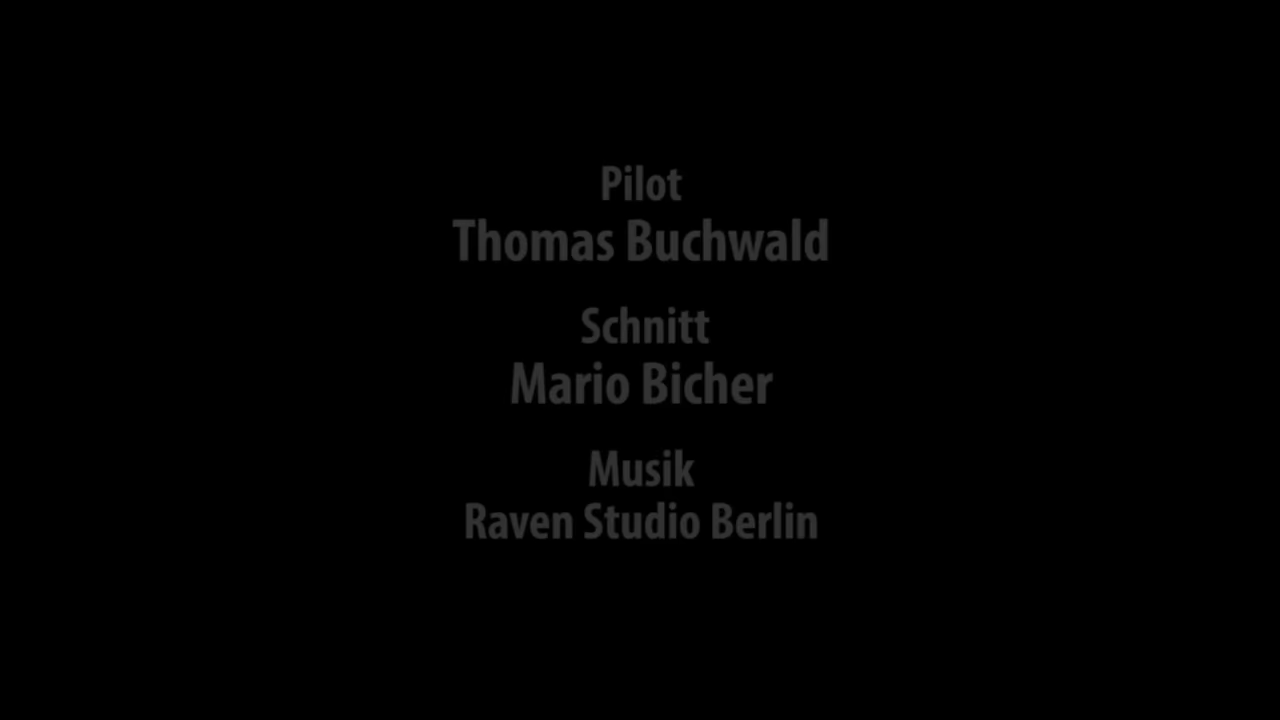 Pilot
Thomas Buchwald
Schnitt
Mario Bicher
Musik
Raven Studio Berlin